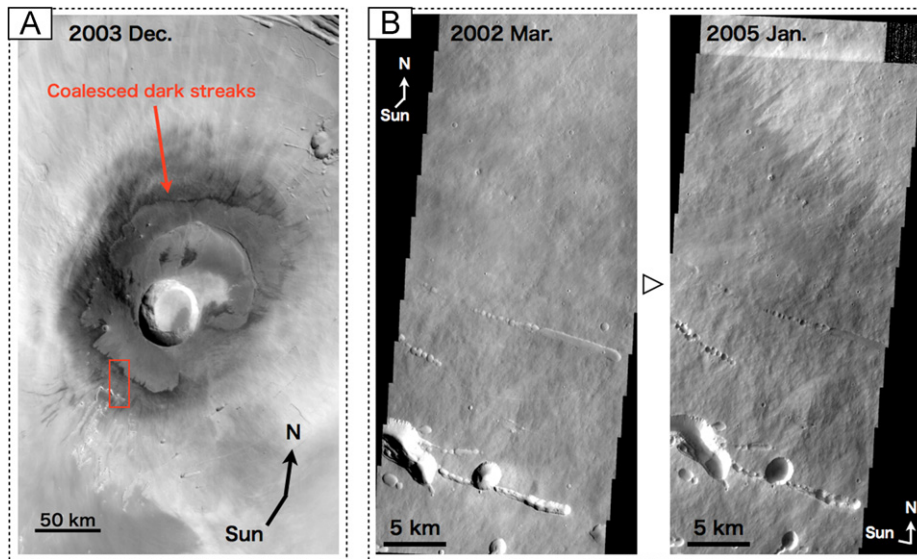 A
2003 Dec.
Coalesced dark streaks
N
Sun
50 km
B
2002 Mar.
N
Sun
5 km
2005 Jan.
5 km
N
Sun